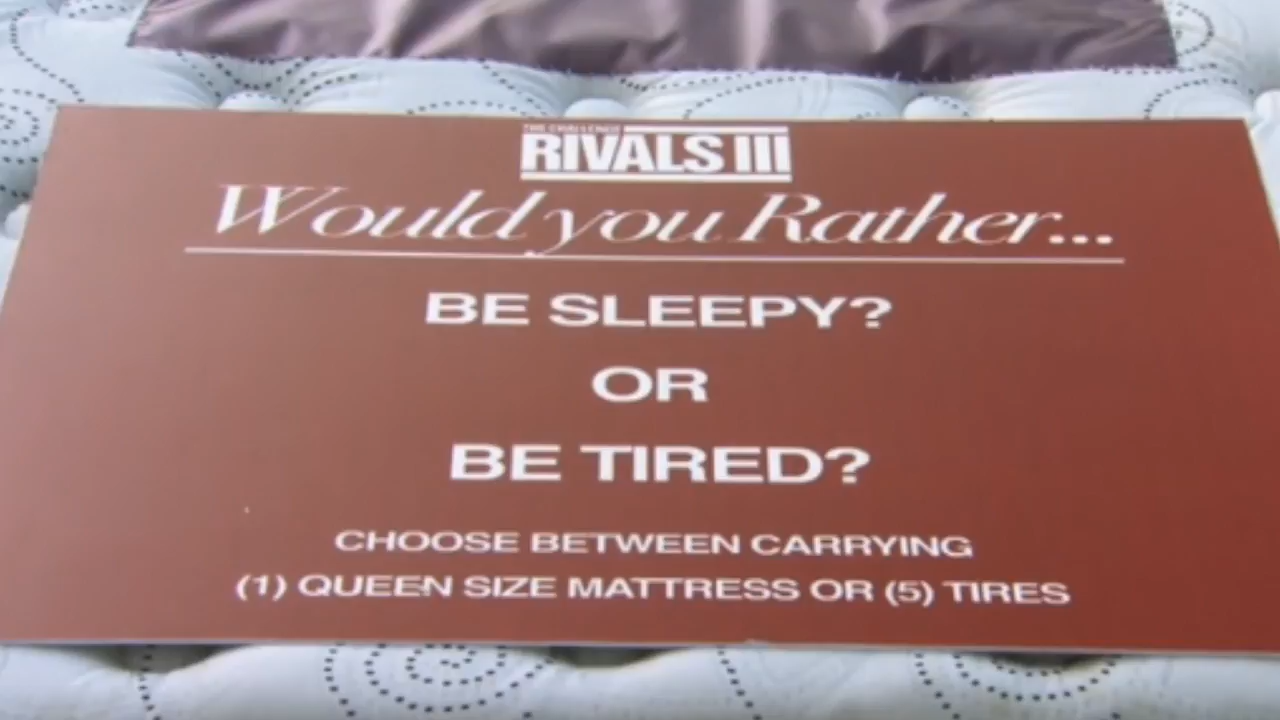 THE CHALLENGE
RIVALS III
Would you Rather...
BE SLEEPY?
OR
BE TIRED?
CHOOSE BETWEEN CARRYING
(1) QUEEN SIZE MATTRESS OR (5) TIRES